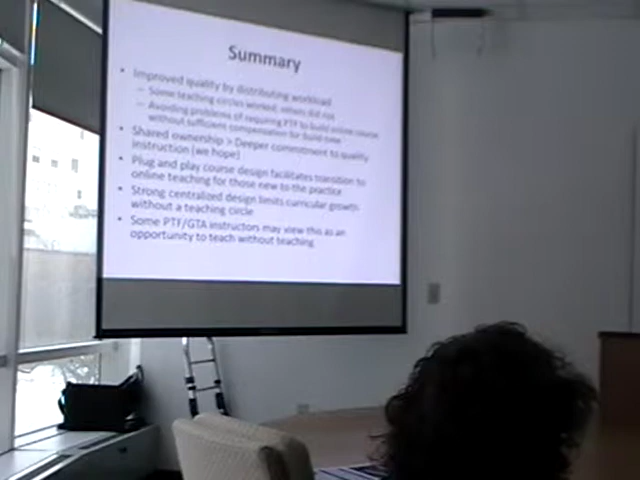 Summary
• Improved quality by distributing workload
– Some teaching circles worked; others did not
– Avoiding problems of requiring PTF to build online course
without sufficient compensation for build time
• Shared ownership > Deeper commitment to quality
instruction (we hope)
• Plug and play course design facilitates transition to
online teaching for those new to the practice
• Strong centralized design limits curricular growth
without a teaching circle
• Some PTF/GTA instructors may view this as an
opportunity to teach without teaching